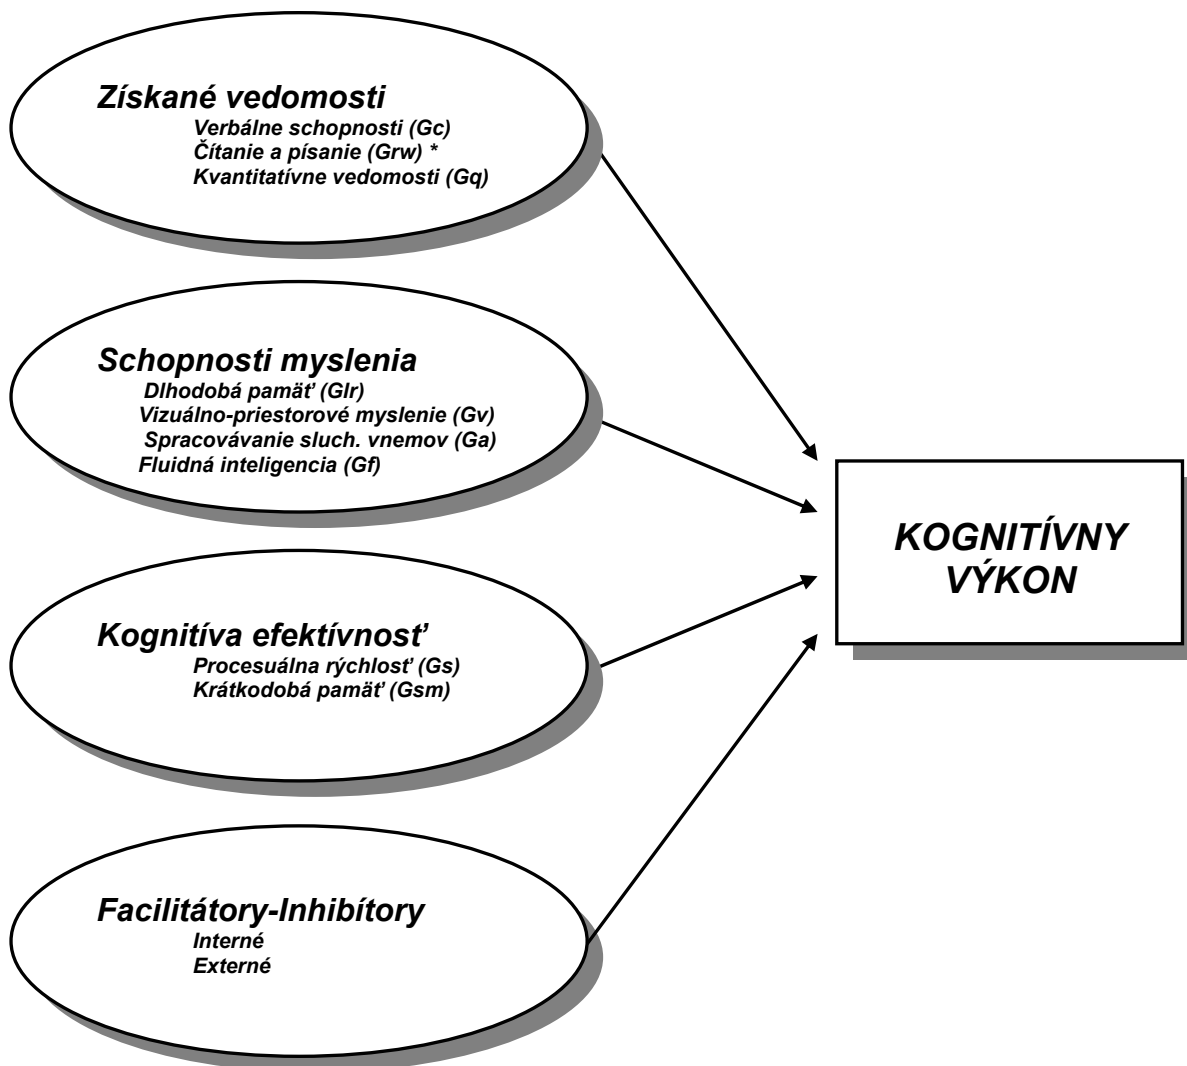 Získané vedomosti
Verbálne schopnosti (Gc)
Čítanie a písanie (Grw) *
Kvantitatívne vedomosti (Gq)
Schopnosti myslenia
Dlhodobá pamäť (Glr)
Vizuálno-priestorové myslenie (Gv)
Spracovávanie sluch. vnemov (Ga)
Fluidná inteligencia (Gf)
Kognitíva efektívnosť
Procesuálna rýchlosť (Gs)
Krátkodobá pamäť (Gsm)
Facilitátory-Inhibítory
Interné
Externé
KOGNITÍVNY
VÝKON